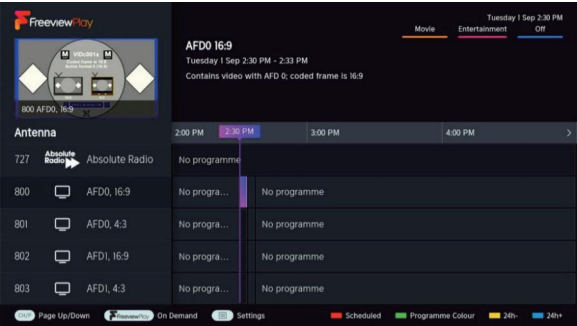 FreeviewPlay
Tuesday 1 Sep 2:30 PM
Movie Entertainment Off
AFD0 16:9
Tuesday 1 Sep 2:30 PM - 2:33 PM
Contains video with AFD 0; coded frame is 16:9
M M
800 AFD0, 16:9
Antenna 2:00 PM 2:30 PM 3:00 PM 4:00 PM >
727 Absolute Radio Absolute Radio No programme
800 AFD0, 16:9 No progra... No programme
801 AFD0, 4:3 No progra... No programme
802 AFD1, 16:9 No progra... No programme
803 AFD1, 4:3 No progra... No programme
CH/P Page Up/Down FreeviewPlay On Demand Settings Scheduled Programme Colour 24h- 24h+